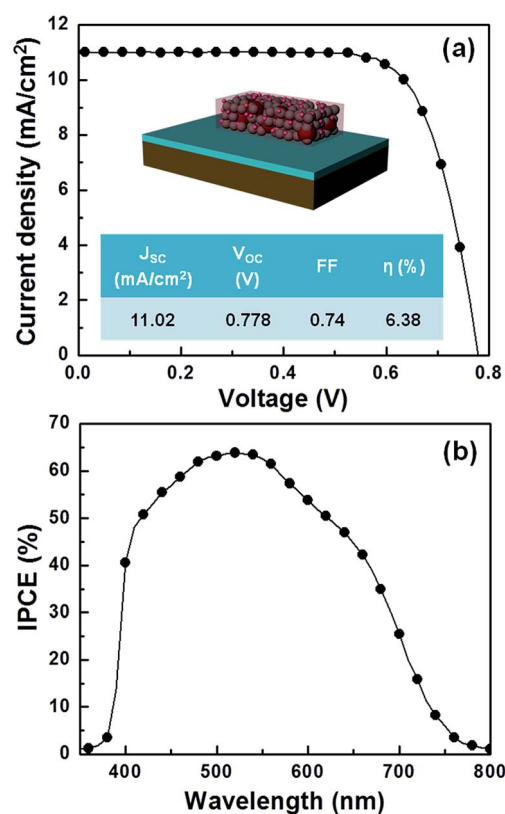 (a)
Current density (mA/cm²)
12
10
8
6
4
2
0
J_SC (mA/cm²) V_OC (V) FF η (%)
11.02 0.778 0.74 6.38
0.0 0.2 0.4 0.6 0.8
Voltage (V)
(b)
IPCE (%)
70
60
50
40
30
20
10
0
400 500 600 700 800
Wavelength (nm)